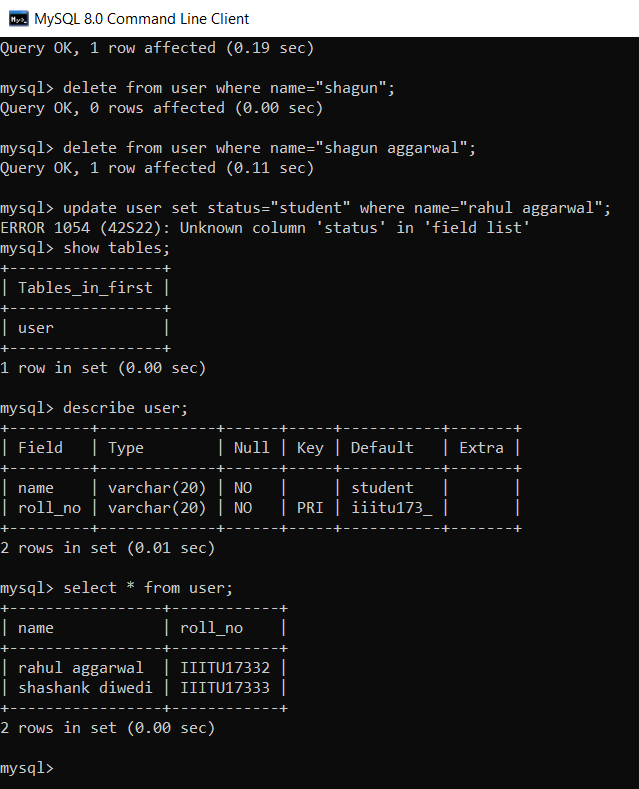 MySQL 8.0 Command Line Client
Query OK, 1 row affected (0.19 sec)
mysql> delete from user where name="shagun";
Query OK, 0 rows affected (0.00 sec)
mysql> delete from user where name="shagun aggarwal";
Query OK, 1 row affected (0.11 sec)
mysql> update user set status="student" where name="rahul aggarwal";
ERROR 1054 (42S22): Unknown column 'status' in 'field list'
mysql> show tables;
+-----------------+
| Tables_in_first |
+-----------------+
| user            |
+-----------------+
1 row in set (0.00 sec)
mysql> describe user;
+---------+-------------+------+-----+-----------+-------+
| Field   | Type        | Null | Key | Default   | Extra |
+---------+-------------+------+-----+-----------+-------+
| name    | varchar(20) | NO   |     | student   |       |
| roll_no | varchar(20) | NO   | PRI | iiitu173_ |       |
+---------+-------------+------+-----+-----------+-------+
2 rows in set (0.01 sec)
mysql> select * from user;
+-----------------+------------+
| name            | roll_no    |
+-----------------+------------+
| rahul aggarwal  | IIITU17332 |
| shashank diwedi | IIITU17333 |
+-----------------+------------+
2 rows in set (0.00 sec)
mysql>